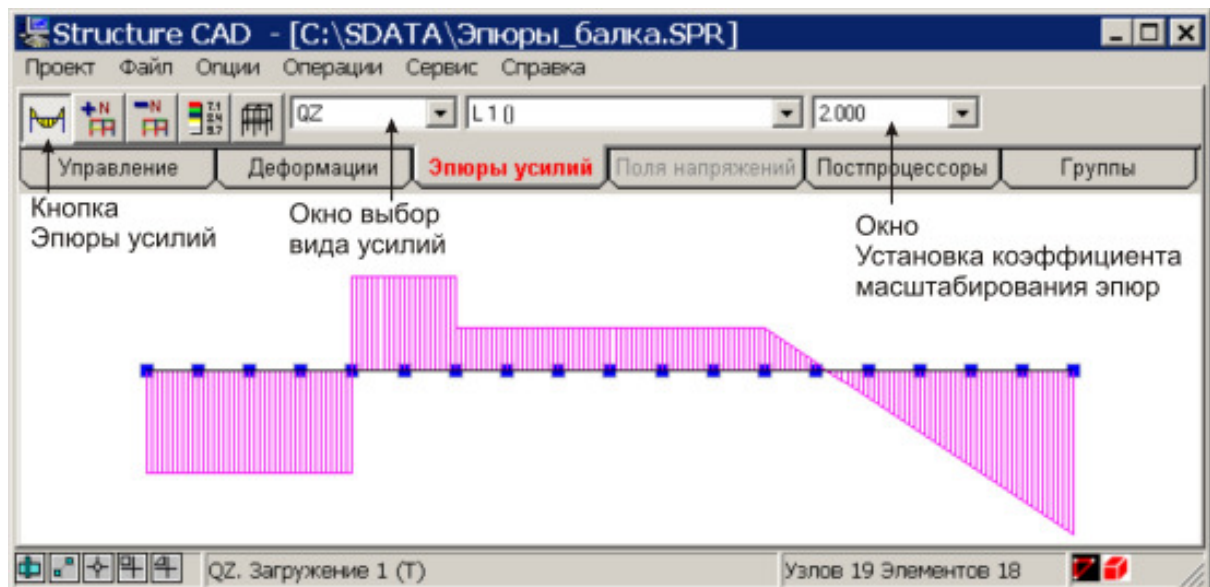 Structure CAD - [C:\SDATA\Эпюры_балка.SPR]
Проект Файл Опции Операции Сервис Справка
QZ L 1 () 2.000
Управление Деформации Эпюры усилий Поля напряжений Постпроцессоры Группы
Кнопка
Эпюры усилий
Окно выбор
вида усилий
Окно
Установка коэффициента
масштабирования эпюр
QZ. Загружение 1 (Т) Узлов 19 Элементов 18